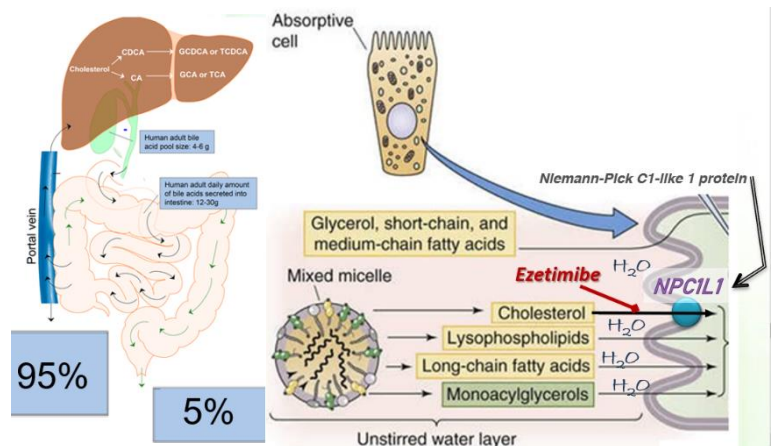 Cholesterol
CDCA
GCDCA or TCDCA
CA
GCA or TCA
Human adult bile
acid pool size: 4-6 g
Human adult daily amount
of bile acids secreted into
intestine: 12-30g
Portal vein
95%
5%
Absorptive
cell
Niemann-Pick C1-like 1 protein
Glycerol, short-chain, and
medium-chain fatty acids
H2O
Ezetimibe
NPC1L1
Mixed micelle
Cholesterol
H2O
Lysophospholipids
Long-chain fatty acids
H2O
Monoacylglycerols
H2O
Unstirred water layer